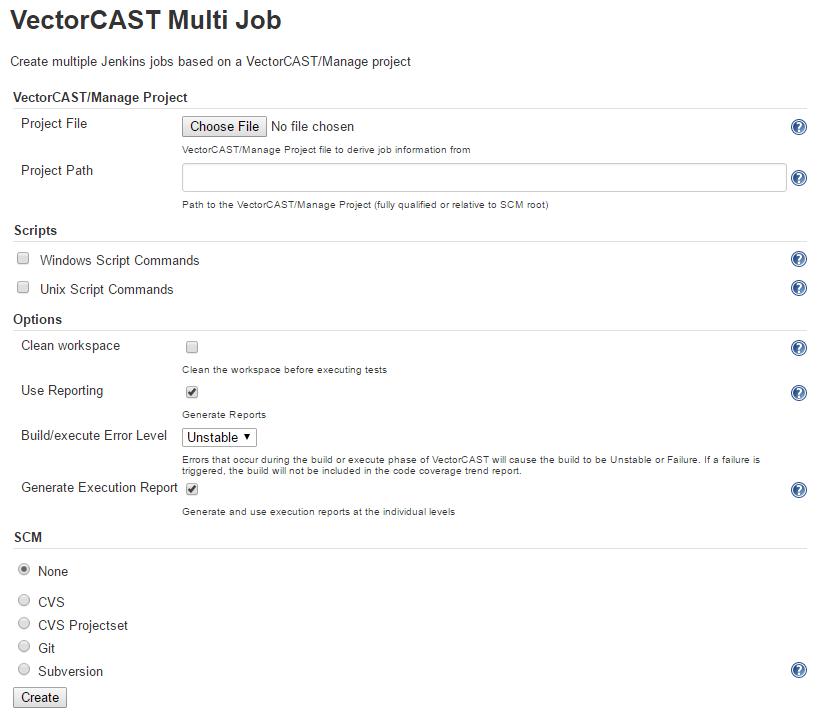 VectorCAST Multi Job
Create multiple Jenkins jobs based on a VectorCAST/Manage project
VectorCAST/Manage Project
Project File
Choose File No file chosen
VectorCAST/Manage Project file to derive job information from
Project Path
Path to the VectorCAST/Manage Project (fully qualified or relative to SCM root)
Scripts
Windows Script Commands
Unix Script Commands
Options
Clean workspace
Clean the workspace before executing tests
Use Reporting
Generate Reports
Build/execute Error Level
Unstable
Errors that occur during the build or execute phase of VectorCAST will cause the build to be Unstable or Failure. If a failure is
triggered, the build will not be included in the code coverage trend report.
Generate Execution Report
Generate and use execution reports at the individual levels
SCM
None
CVS
CVS Projectset
Git
Subversion
Create